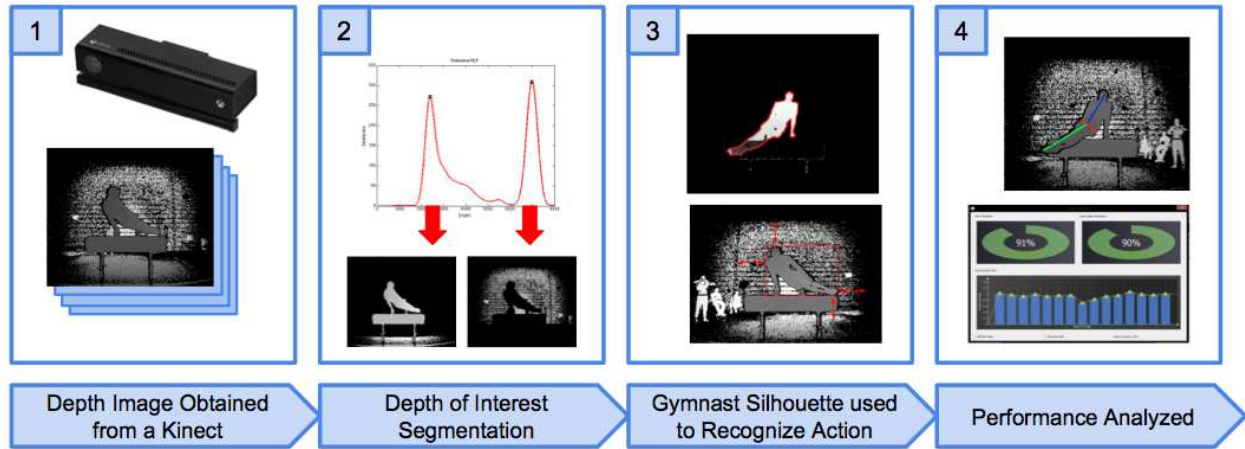 1
2
3
4
91%
90%
Depth Image Obtained
from a Kinect
Depth of Interest
Segmentation
Gymnast Silhouette used
to Recognize Action
Performance Analyzed